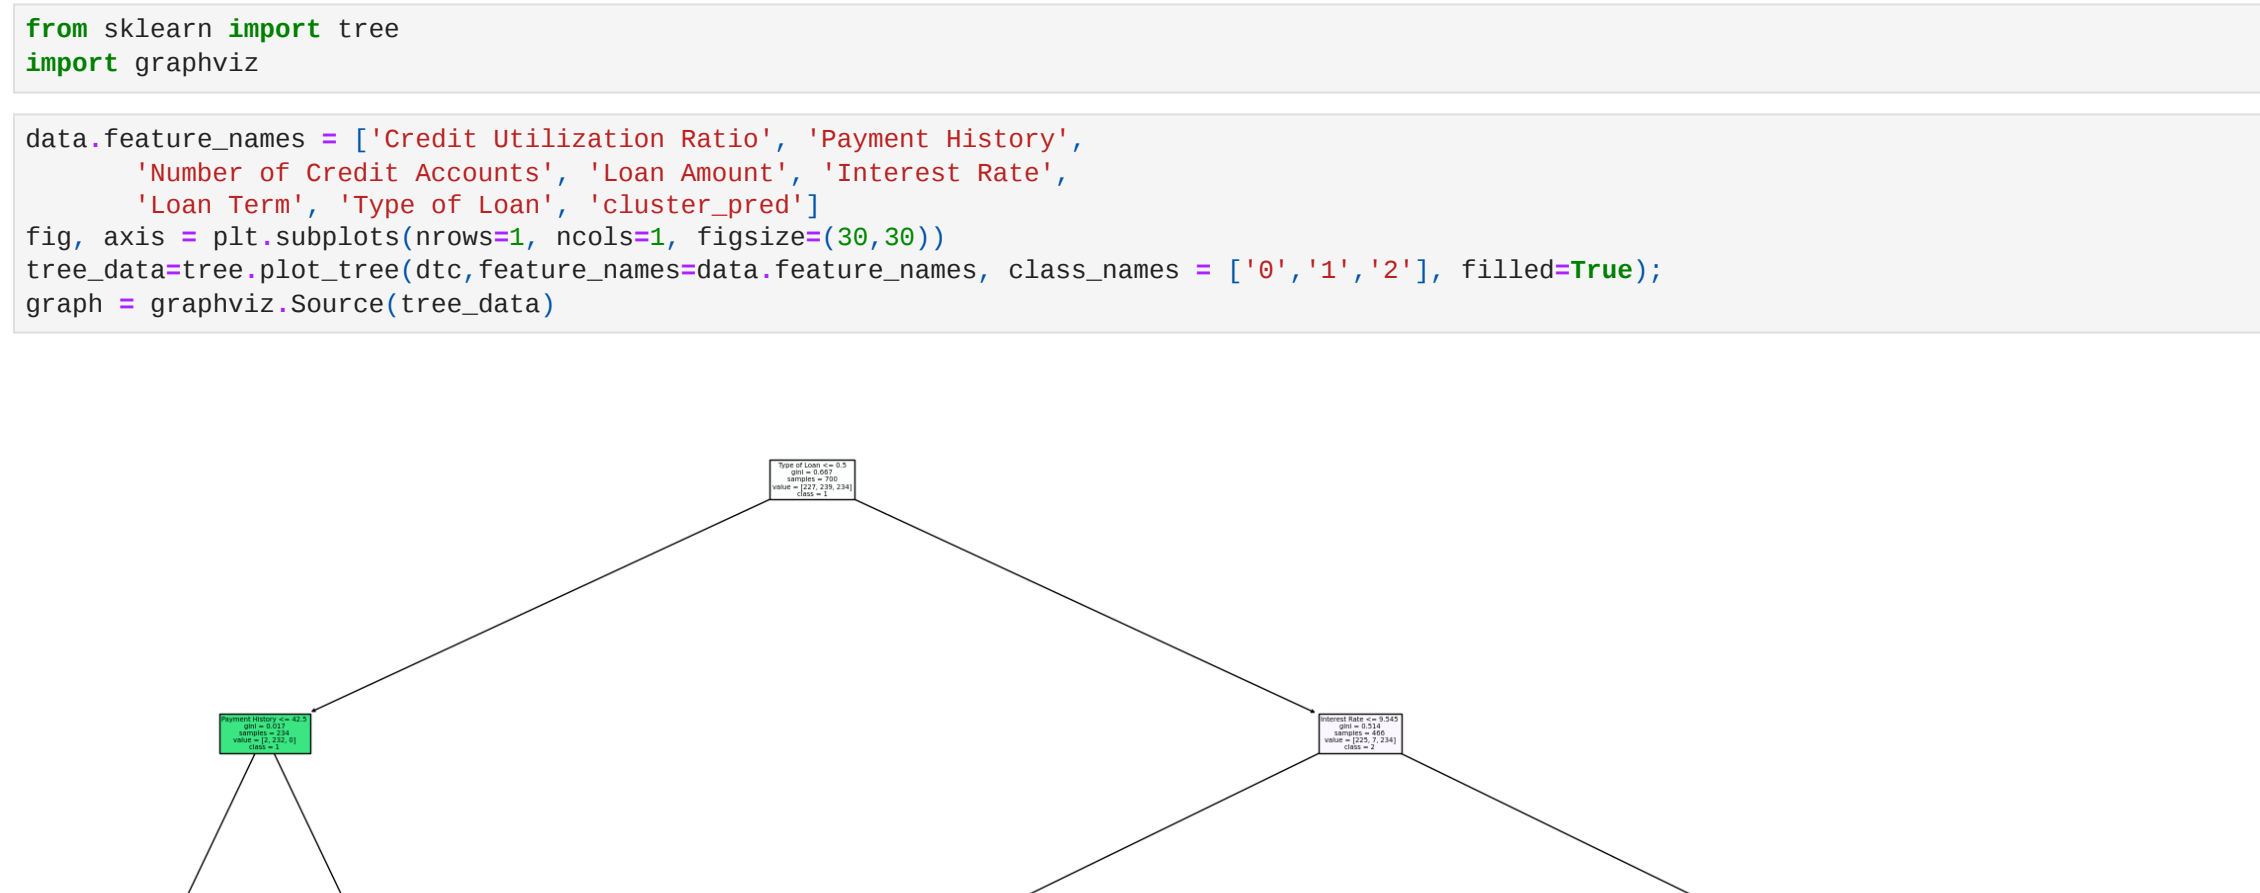 from sklearn import tree
import graphviz
data.feature_names = ['Credit Utilization Ratio', 'Payment History',
'Number of Credit Accounts', 'Loan Amount', 'Interest Rate',
'Loan Term', 'Type of Loan', 'cluster_pred']
fig, axis = plt.subplots(nrows=1, ncols=1, figsize=(30,30))
tree_data=tree.plot_tree(dtc,feature_names=data.feature_names, class_names = ['0','1','2'], filled=True);
graph = graphviz.Source(tree_data)
Type of Loan <= 0.5
gini = 0.667
samples = 700
value = [227, 239, 234]
class = 1
Payment History <= 42.5
gini = 0.017
samples = 234
value = [2, 232, 0]
class = 1
Interest Rate <= 9.545
gini = 0.514
samples = 466
value = [225, 7, 234]
class = 2